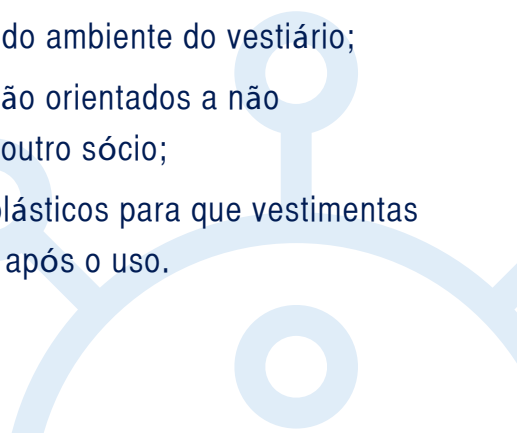 do ambiente do vestiário;
ão orientados a não
outro sócio;
plásticos para que vestimentas
após o uso.